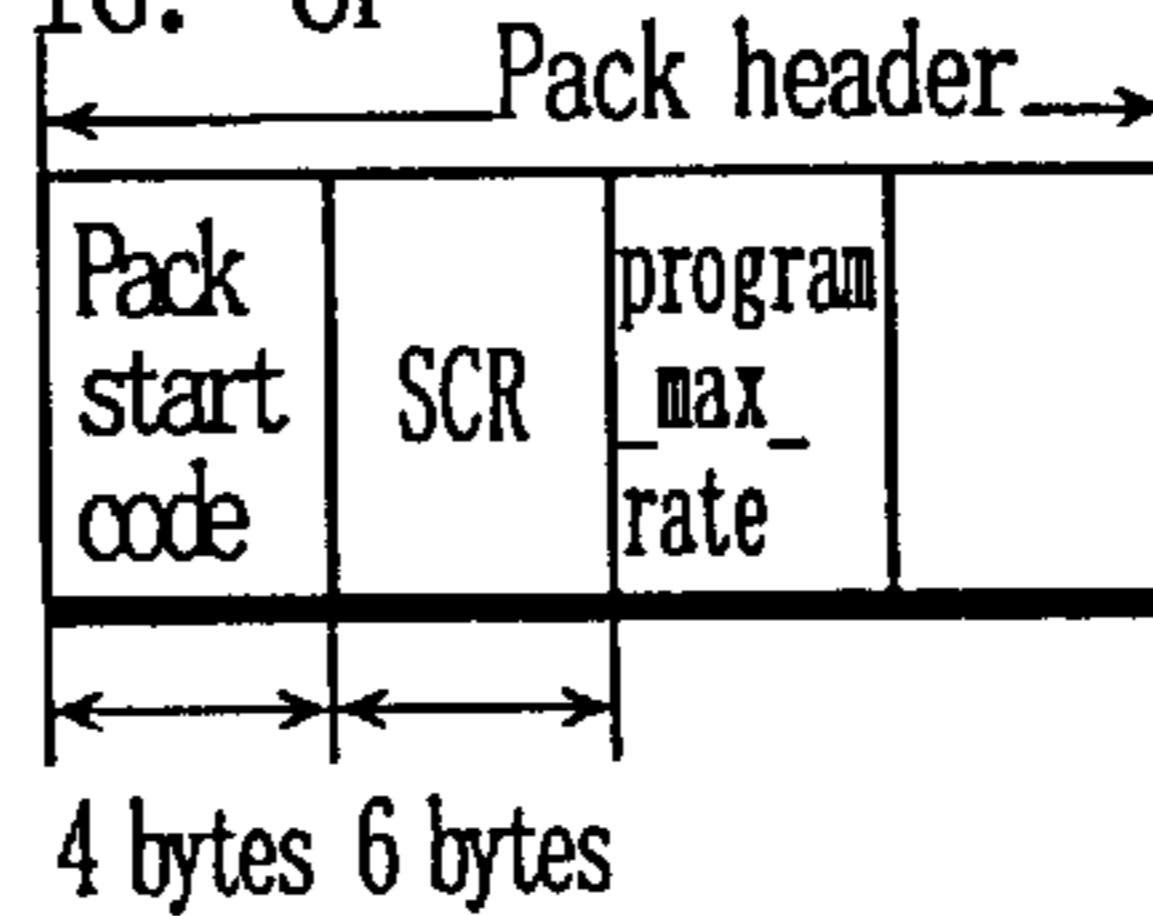 Pack header
Pack
start
code
SCR
program
_max_
rate
4 bytes 6 bytes